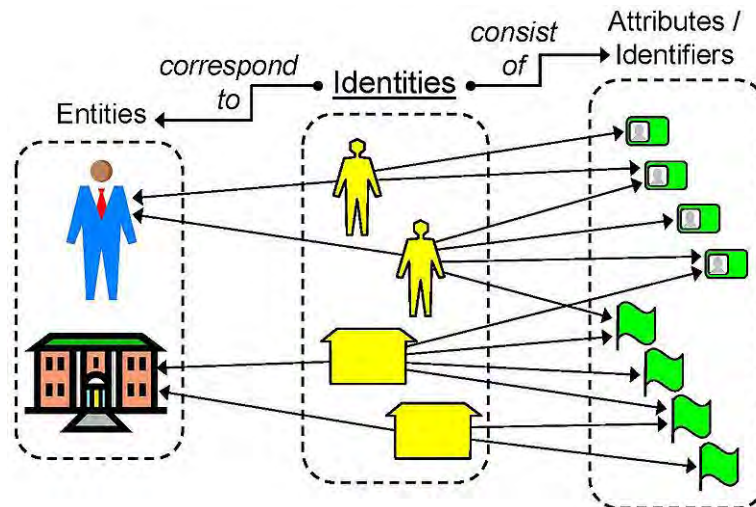 Attributes /
Identifiers
consist
of
Identities
correspond
to
Entities